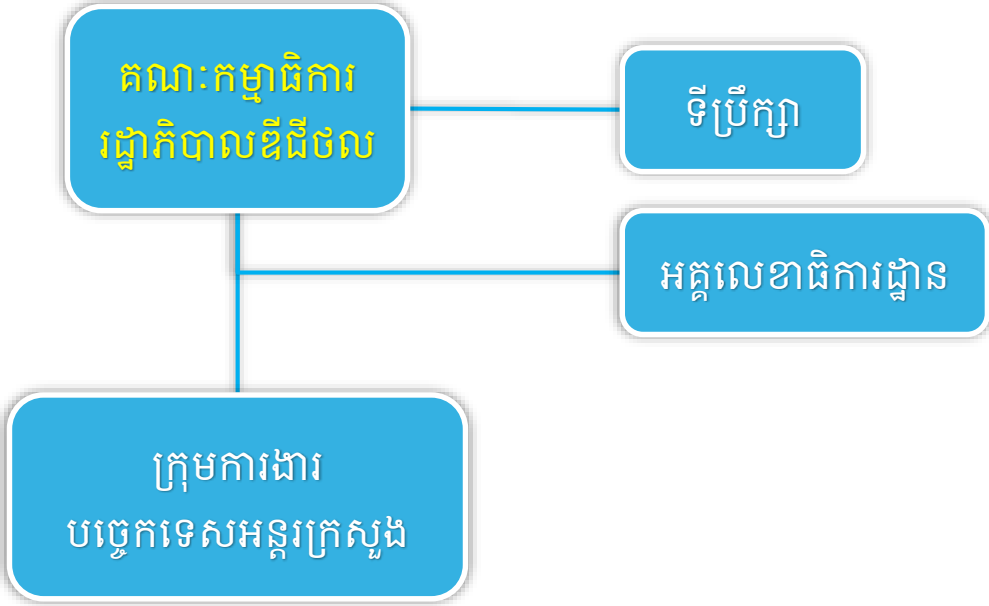 គណៈកម្មាធិការ
រដ្ឋាភិបាលឌីជីថល
ទីប្រឹក្សា
អគ្គលេខាធិការដ្ឋាន
ក្រុមការងារ
បច្ចេកទេសអន្តរក្រសួង